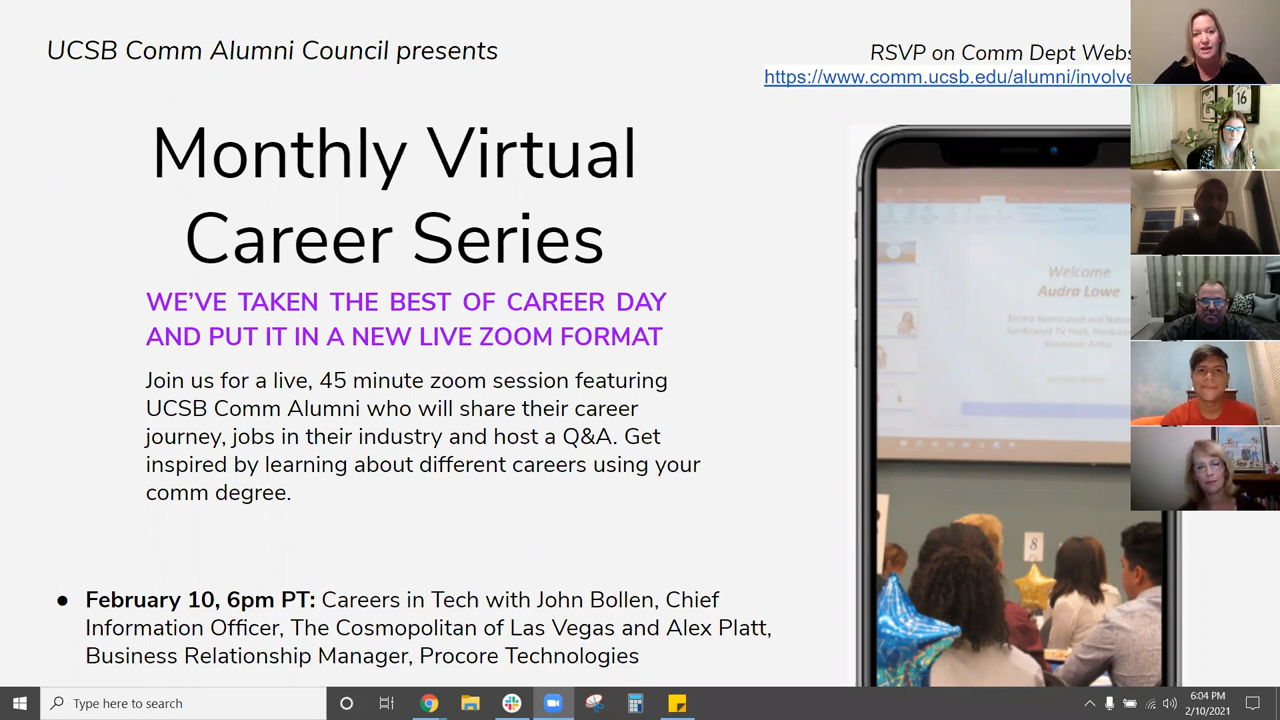 UCSB Comm Alumni Council presents
RSVP on Comm Dept Webs
https://www.comm.ucsb.edu/alumni/involve
Monthly Virtual
Career Series
WE’VE TAKEN THE BEST OF CAREER DAY
AND PUT IT IN A NEW LIVE ZOOM FORMAT
Join us for a live, 45 minute zoom session featuring
UCSB Comm Alumni who will share their career
journey, jobs in their industry and host a Q&A. Get
inspired by learning about different careers using your
comm degree.
● February 10, 6pm PT: Careers in Tech with John Bollen, Chief
Information Officer, The Cosmopolitan of Las Vegas and Alex Platt,
Business Relationship Manager, Procore Technologies
Welcome
Audra Lowe
8
16
Type here to search
6:04 PM
2/10/2021